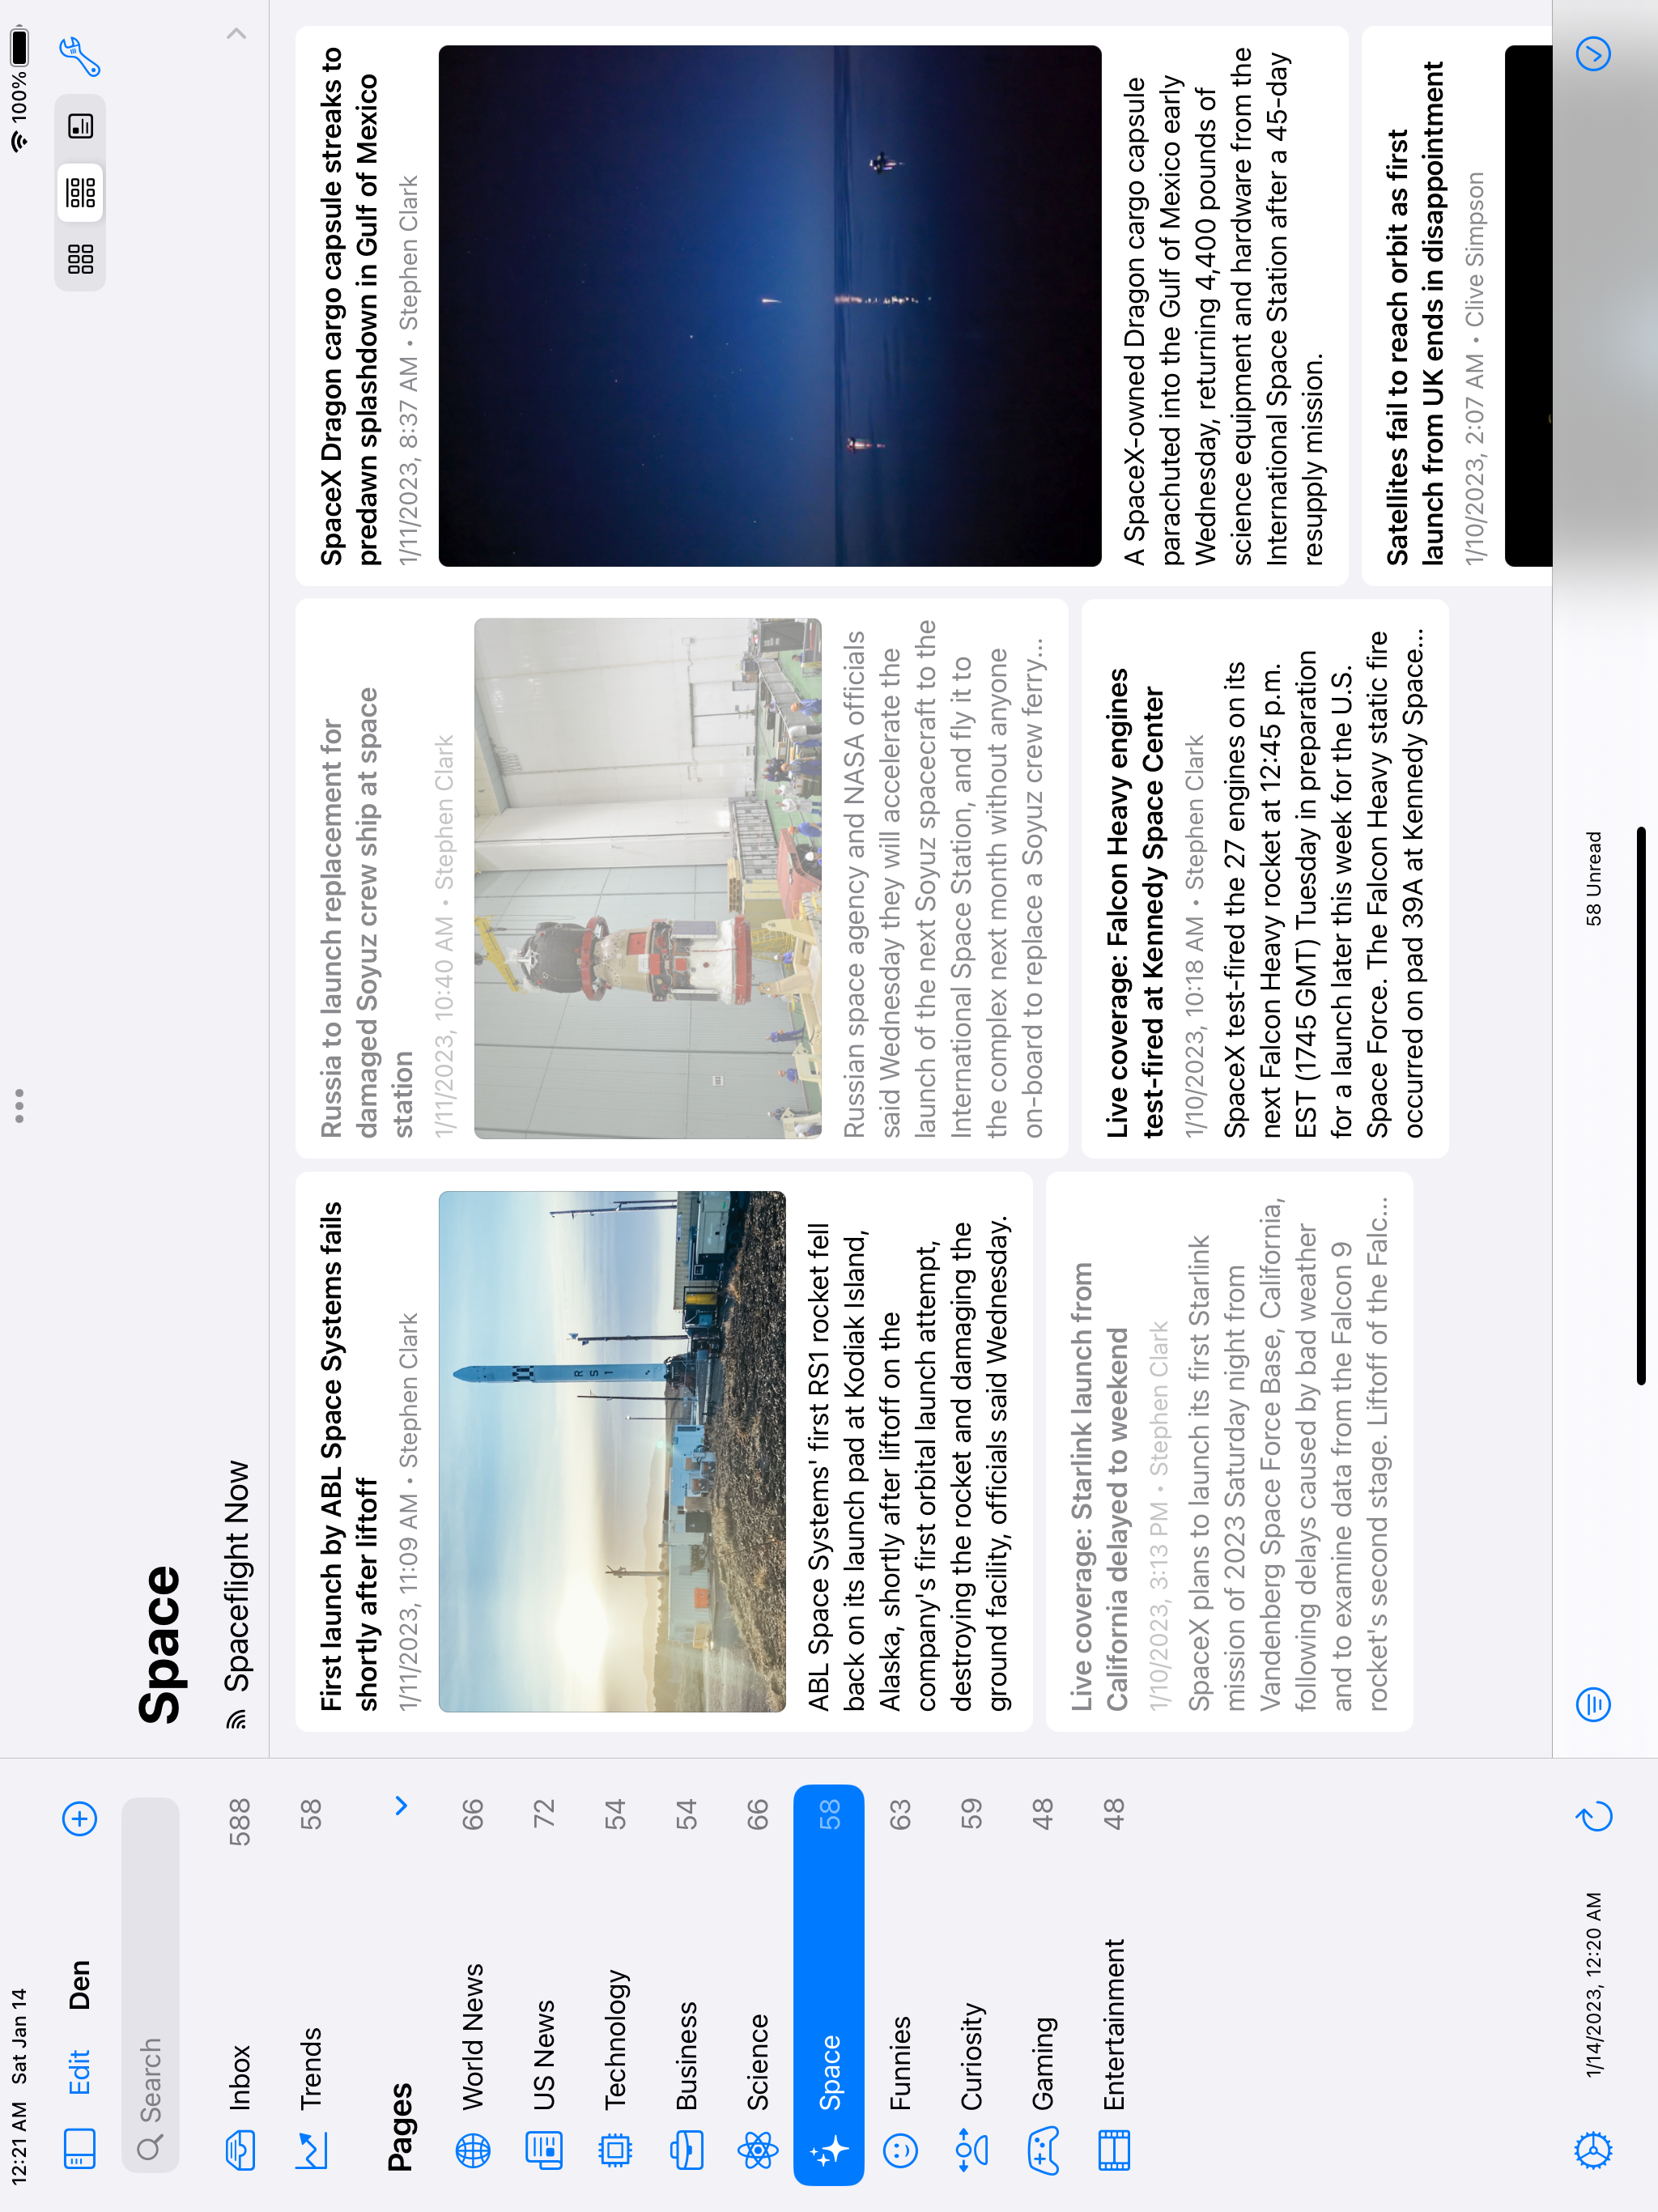 12:21 AM Sat Jan 14
100%
Edit
Den
Search
Inbox 588
Trends 58
Pages
World News 66
US News 72
Technology 54
Business 54
Science 66
Space 58
Funnies 63
Curiosity 59
Gaming 48
Entertainment 48
1/14/2023, 12:20 AM
Space
Spaceflight Now
First launch by ABL Space Systems fails
shortly after liftoff
1/11/2023, 11:09 AM • Stephen Clark
RS1
ABL Space Systems' first RS1 rocket fell
back on its launch pad at Kodiak Island,
Alaska, shortly after liftoff on the
company's first orbital launch attempt,
destroying the rocket and damaging the
ground facility, officials said Wednesday.
Live coverage: Starlink launch from
California delayed to weekend
1/10/2023, 3:13 PM • Stephen Clark
SpaceX plans to launch its first Starlink
mission of 2023 Saturday night from
Vandenberg Space Force Base, California,
following delays caused by bad weather
and to examine data from the Falcon 9
rocket's second stage. Liftoff of the Falc...
Russia to launch replacement for
damaged Soyuz crew ship at space
station
1/11/2023, 10:40 AM • Stephen Clark
Russian space agency and NASA officials
said Wednesday they will accelerate the
launch of the next Soyuz spacecraft to the
International Space Station, and fly it to
the complex next month without anyone
on-board to replace a Soyuz crew ferry...
Live coverage: Falcon Heavy engines
test-fired at Kennedy Space Center
1/10/2023, 10:18 AM • Stephen Clark
SpaceX test-fired the 27 engines on its
next Falcon Heavy rocket at 12:45 p.m.
EST (1745 GMT) Tuesday in preparation
for a launch later this week for the U.S.
Space Force. The Falcon Heavy static fire
occurred on pad 39A at Kennedy Space...
SpaceX Dragon cargo capsule streaks to
predawn splashdown in Gulf of Mexico
1/11/2023, 8:37 AM • Stephen Clark
A SpaceX-owned Dragon cargo capsule
parachuted into the Gulf of Mexico early
Wednesday, returning 4,400 pounds of
science equipment and hardware from the
International Space Station after a 45-day
resupply mission.
Satellites fail to reach orbit as first
launch from UK ends in disappointment
1/10/2023, 2:07 AM • Clive Simpson
58 Unread